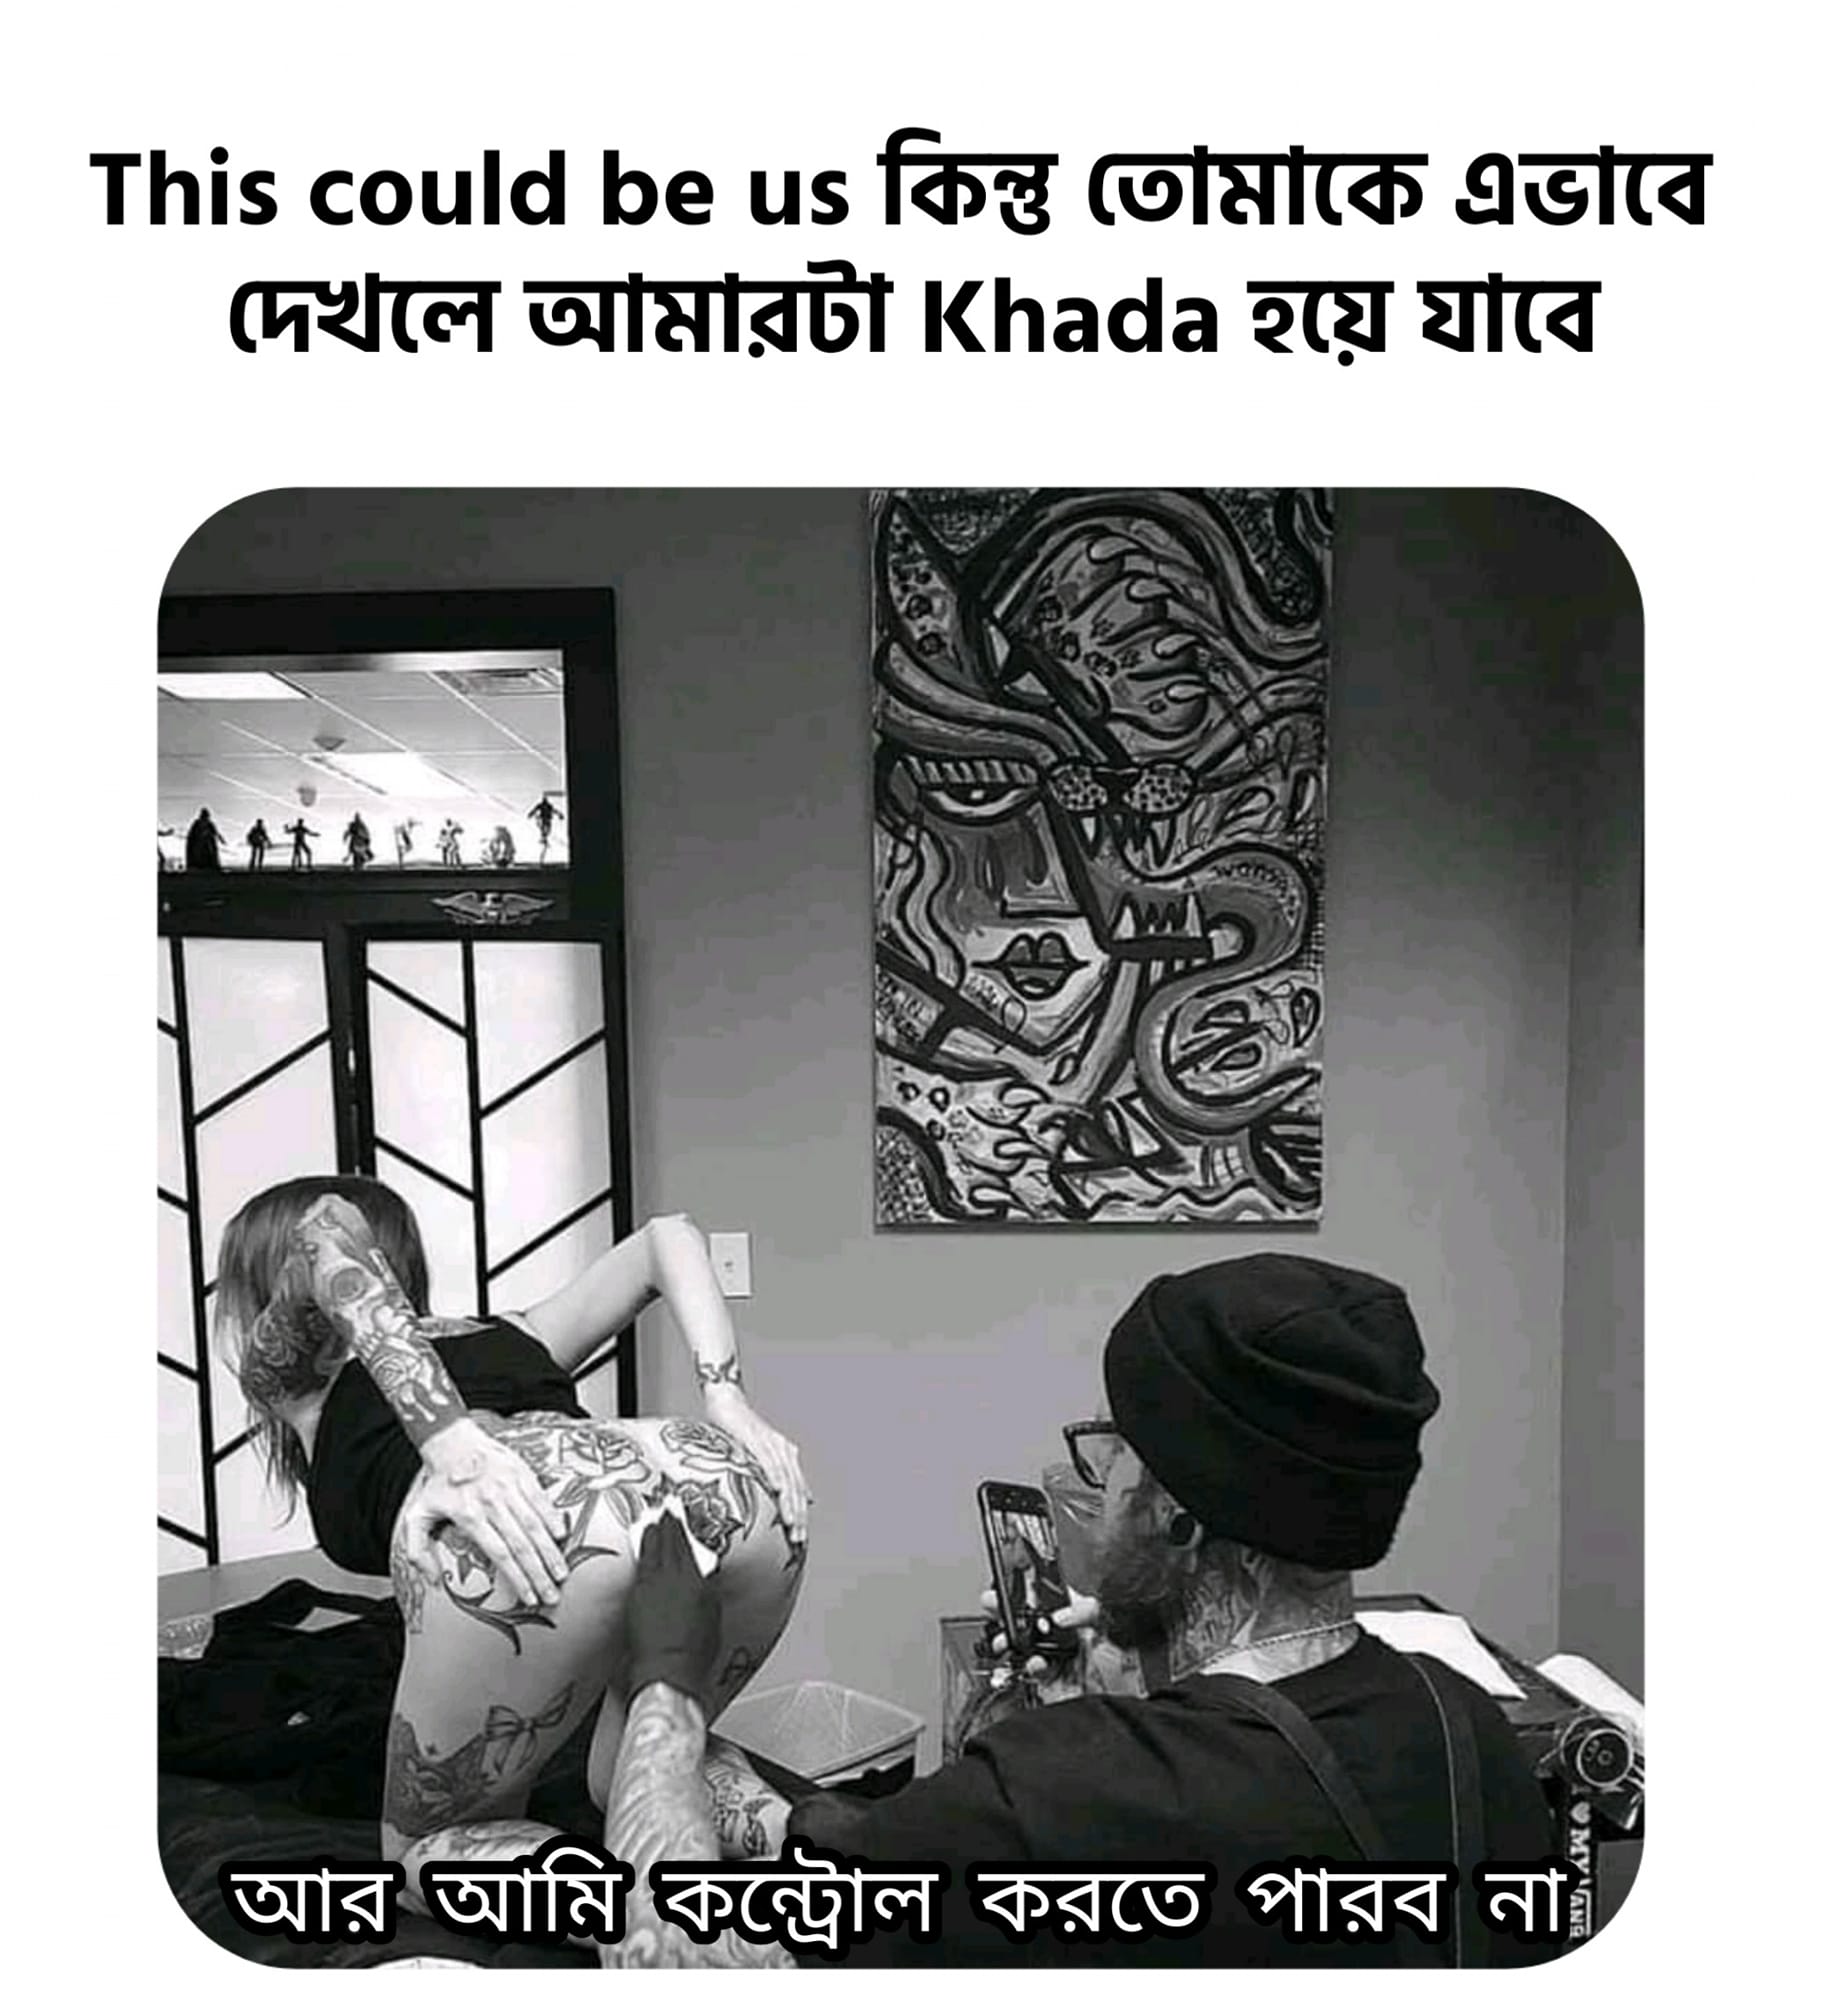 This could be us কিন্তু তোমাকে এভাবে
দেখলে আমারটা Khada হয়ে যাবে
আর আমি কন্ট্রোল করতে পারব না